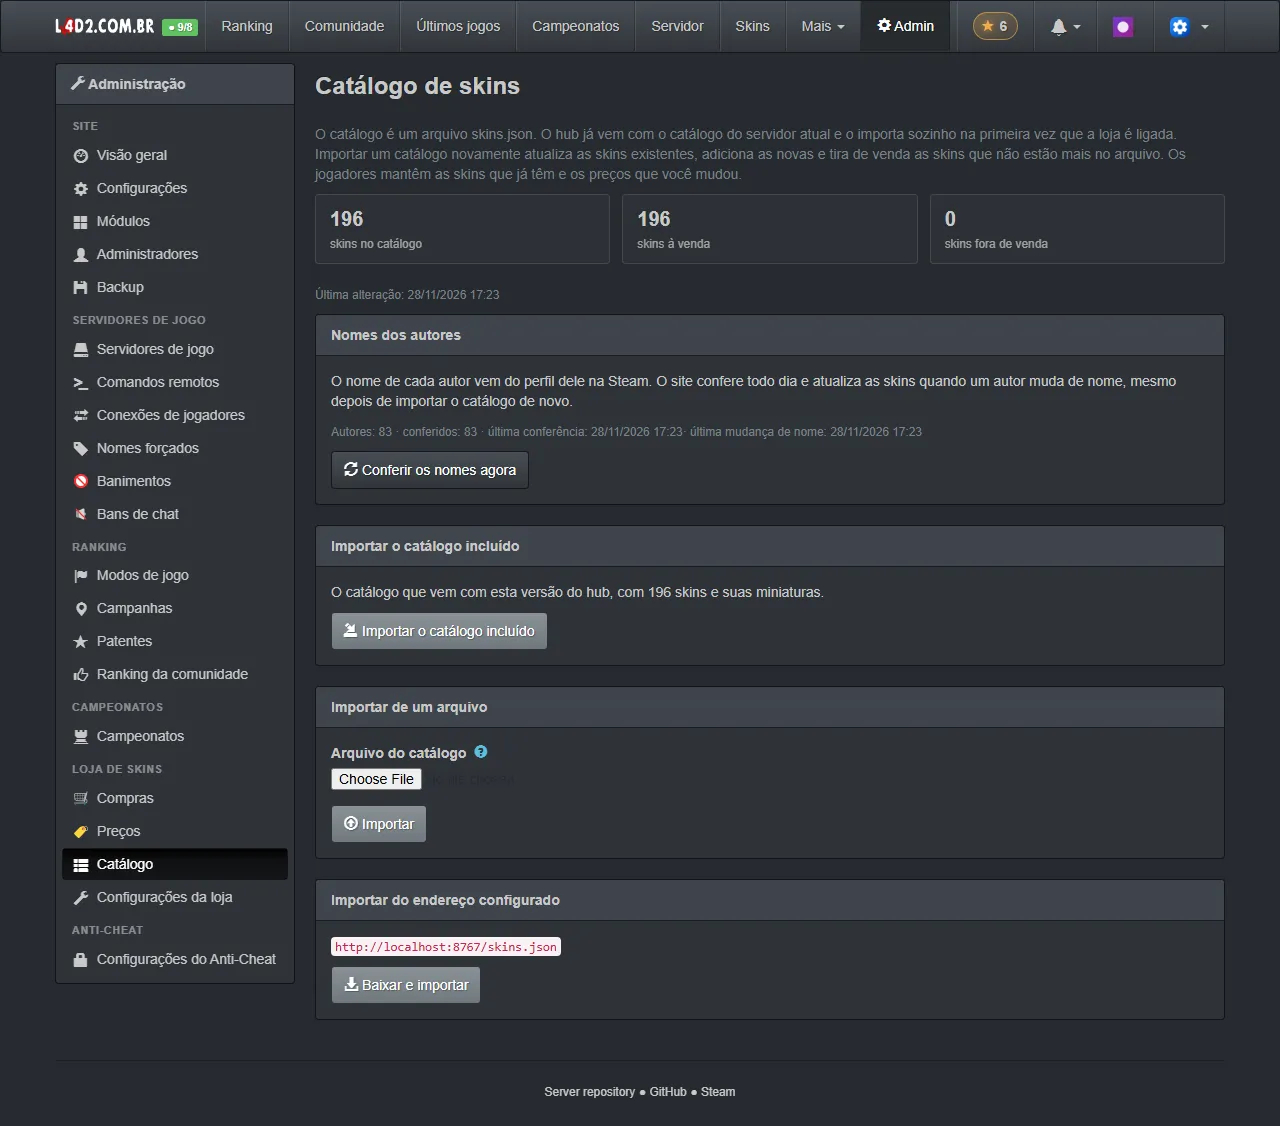 L4D2.COM.BR
● 9/8
Ranking
Comunidade
Últimos jogos
Campeonatos
Servidor
Skins
Mais
Admin
6
Administração
SITE
Visão geral
Configurações
Módulos
Administradores
Backup
SERVIDORES DE JOGO
Servidores de jogo
Comandos remotos
Conexões de jogadores
Nomes forçados
Banimentos
Bans de chat
RANKING
Modos de jogo
Campanhas
Patentes
Ranking da comunidade
CAMPEONATOS
Campeonatos
LOJA DE SKINS
Compras
Preços
Catálogo
Configurações da loja
ANTI-CHEAT
Configurações do Anti-Cheat
Catálogo de skins
O catálogo é um arquivo skins.json. O hub já vem com o catálogo do servidor atual e o importa sozinho na primeira vez que a loja é ligada.
Importar um catálogo novamente atualiza as skins existentes, adiciona as novas e tira de venda as skins que não estão mais no arquivo. Os
jogadores mantêm as skins que já têm e os preços que você mudou.
196
skins no catálogo
196
skins à venda
0
skins fora de venda
Última alteração: 28/11/2026 17:23
Nomes dos autores
O nome de cada autor vem do perfil dele na Steam. O site confere todo dia e atualiza as skins quando um autor muda de nome, mesmo
depois de importar o catálogo de novo.
Autores: 83 · conferidos: 83 · última conferência: 28/11/2026 17:23· última mudança de nome: 28/11/2026 17:23
Conferir os nomes agora
Importar o catálogo incluído
O catálogo que vem com esta versão do hub, com 196 skins e suas miniaturas.
Importar o catálogo incluído
Importar de um arquivo
Arquivo do catálogo ?
Choose File
Importar
Importar do endereço configurado
http://localhost:8767/skins.json
Baixar e importar
Server repository ● GitHub ● Steam